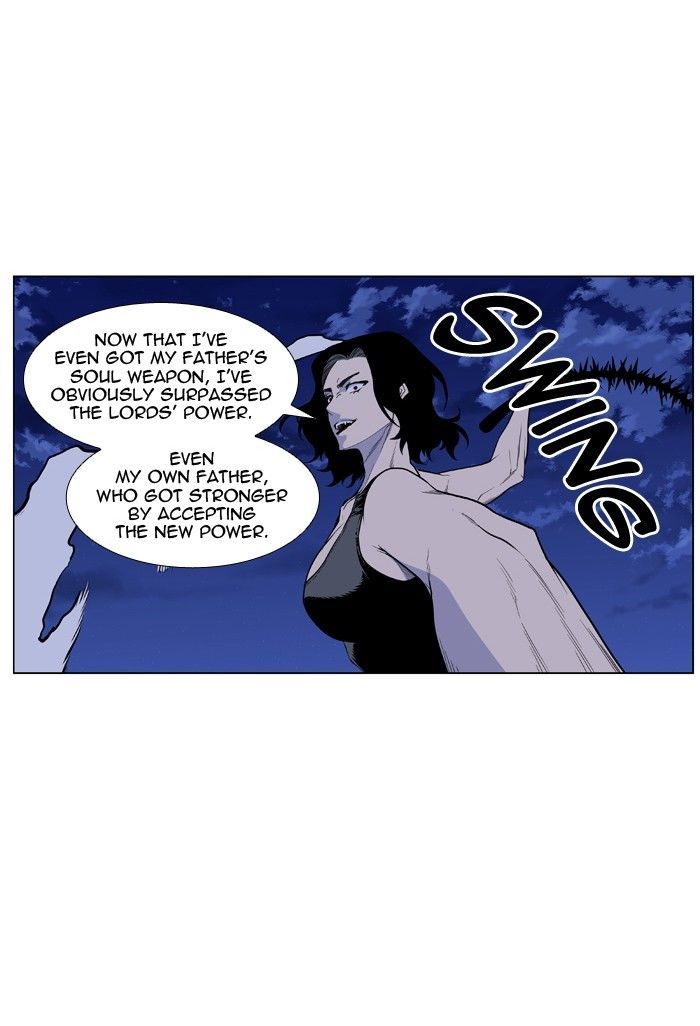 NOW THAT I'VE
EVEN GOT MY FATHER'S
SOUL WEAPON, I'VE
OBVIOUSLY SURPASSED
THE LORDS' POWER.
EVEN
MY OWN FATHER,
WHO GOT STRONGER
BY ACCEPTING
THE NEW POWER.
SWING